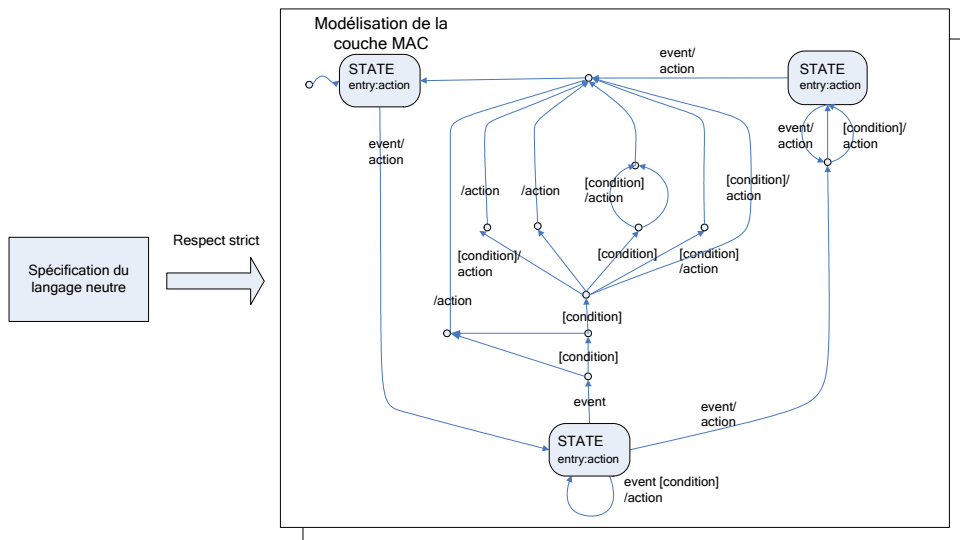 Modélisation de la
couche MAC
STATE
entry:action
event/
action
STATE
entry:action
event/
action
event/
action
[condition]/
action
/action
/action
[condition]
/action
[condition]/
action
Respect strict
Spécification du
langage neutre
[condition]/
action
[condition]
[condition]
/action
/action
[condition]
[condition]
event
event/
action
STATE
entry:action
event [condition]
/action